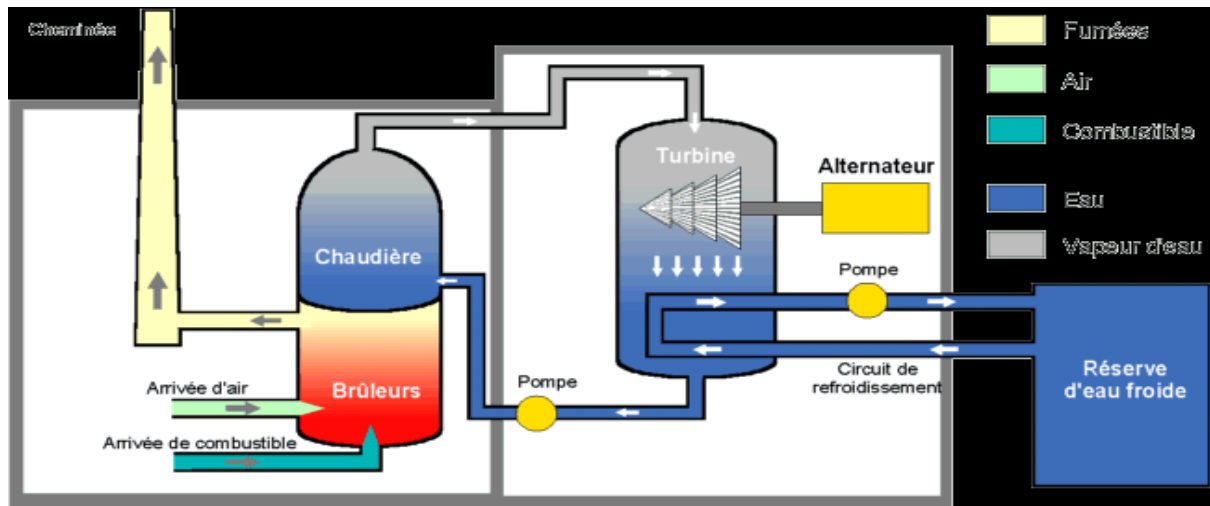 Cheminée
Fumées
Air
Combustible
Eau
Vapeur d'eau
Turbine
Alternateur
Chaudière
Pompe
Arrivée d'air
Brûleurs
Pompe
Circuit de
refroidissement
Réserve
d'eau froide
Arrivée de combustible